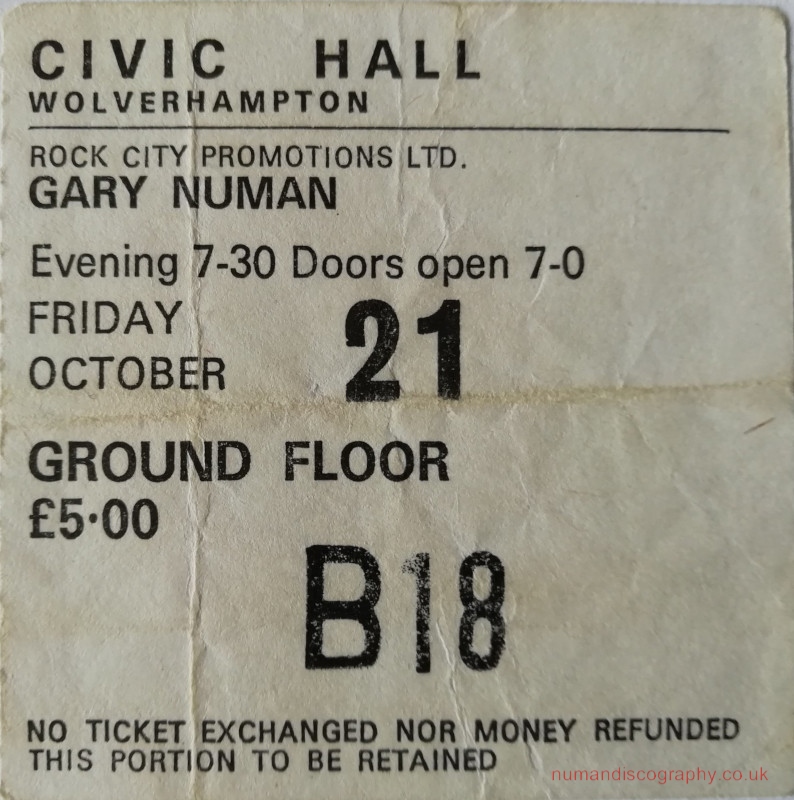 CIVIC HALL
WOLVERHAMPTON
ROCK CITY PROMOTIONS LTD.
GARY NUMAN
Evening 7-30 Doors open 7-0
FRIDAY
OCTOBER 21
GROUND FLOOR
£5·00
B18
NO TICKET EXCHANGED NOR MONEY REFUNDED
THIS PORTION TO BE RETAINED
numandiscography.co.uk